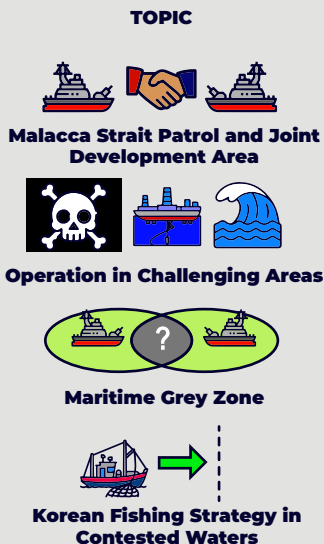 TOPIC
Malacca Strait Patrol and Joint
Development Area
Operation in Challenging Areas
?
Maritime Grey Zone
Korean Fishing Strategy in
Contested Waters